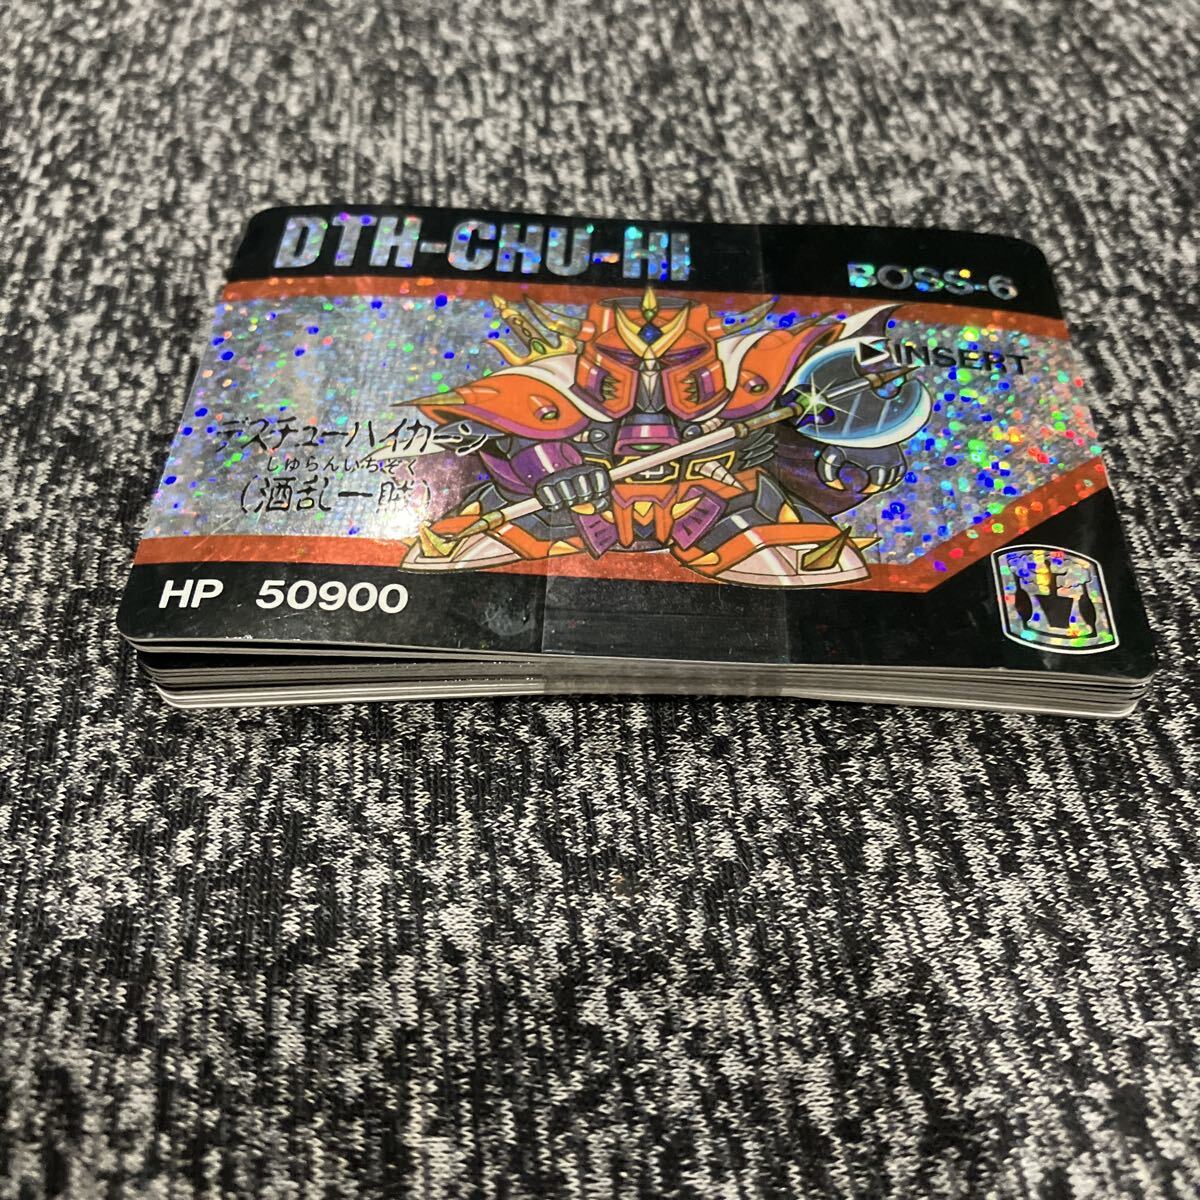 DTH-CHU-HI
BOSS-6
INSERT
デスチューハイカーン
しゅらんいちぞく
(酒乱一賊)
HP 50900